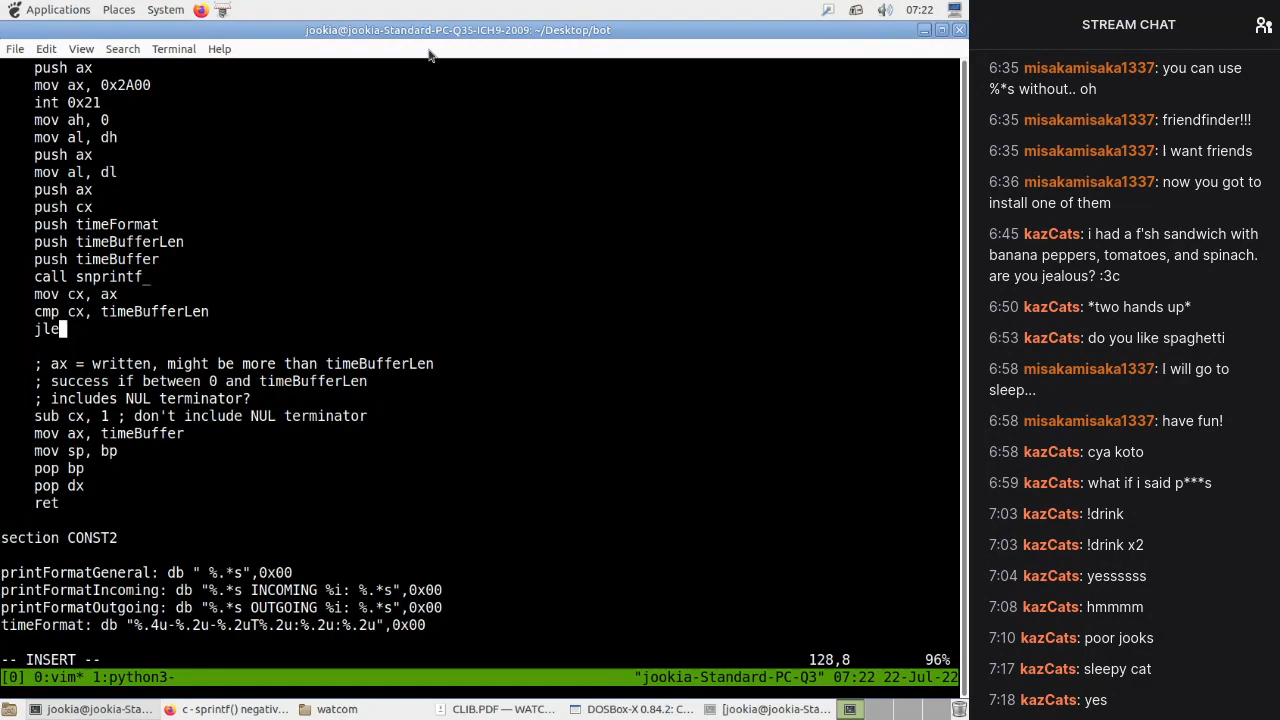 Applications Places System 07:22
jookia@jookia-Standard-PC-Q35-ICH9-2009: ~/Desktop/bot
File Edit View Search Terminal Help
push ax
mov ax, 0x2A00
int 0x21
mov ah, 0
mov al, dh
push ax
mov al, dl
push ax
push cx
push timeFormat
push timeBufferLen
push timeBuffer
call snprintf_
mov cx, ax
cmp cx, timeBufferLen
jle
; ax = written, might be more than timeBufferLen
; success if between 0 and timeBufferLen
; includes NUL terminator?
sub cx, 1 ; don't include NUL terminator
mov ax, timeBuffer
mov sp, bp
pop bp
pop dx
ret
section CONST2
printFormatGeneral: db " %.*s",0x00
printFormatIncoming: db "%.*s INCOMING %i: %.*s",0x00
printFormatOutgoing: db "%.*s OUTGOING %i: %.*s",0x00
timeFormat: db "%.4u-%.2u-%.2uT%.2u:%.2u:%.2u",0x00
-- INSERT -- 128,8 96%
[0] 0:vim* 1:python3- "jookia-Standard-PC-Q3" 07:22 22-Jul-22
jookia@jookia-Sta... c - sprintf() negativ... watcom CLIB.PDF — WATC... DOSBox-X 0.84.2: C... [jookia@jookia-Sta...
STREAM CHAT
6:35 misakamisaka1337: you can use
%*s without.. oh
6:35 misakamisaka1337: friendfinder!!!
6:35 misakamisaka1337: I want friends
6:36 misakamisaka1337: now you got to
install one of them
6:45 kazCats: i had a f'sh sandwich with
banana peppers, tomatoes, and spinach.
are you jealous? :3c
6:50 kazCats: *two hands up*
6:53 kazCats: do you like spaghetti
6:58 misakamisaka1337: I will go to
sleep...
6:58 misakamisaka1337: have fun!
6:58 kazCats: cya koto
6:59 kazCats: what if i said p***s
7:03 kazCats: !drink
7:03 kazCats: !drink x2
7:04 kazCats: yessssss
7:08 kazCats: hmmmm
7:10 kazCats: poor jooks
7:17 kazCats: sleepy cat
7:18 kazCats: yes